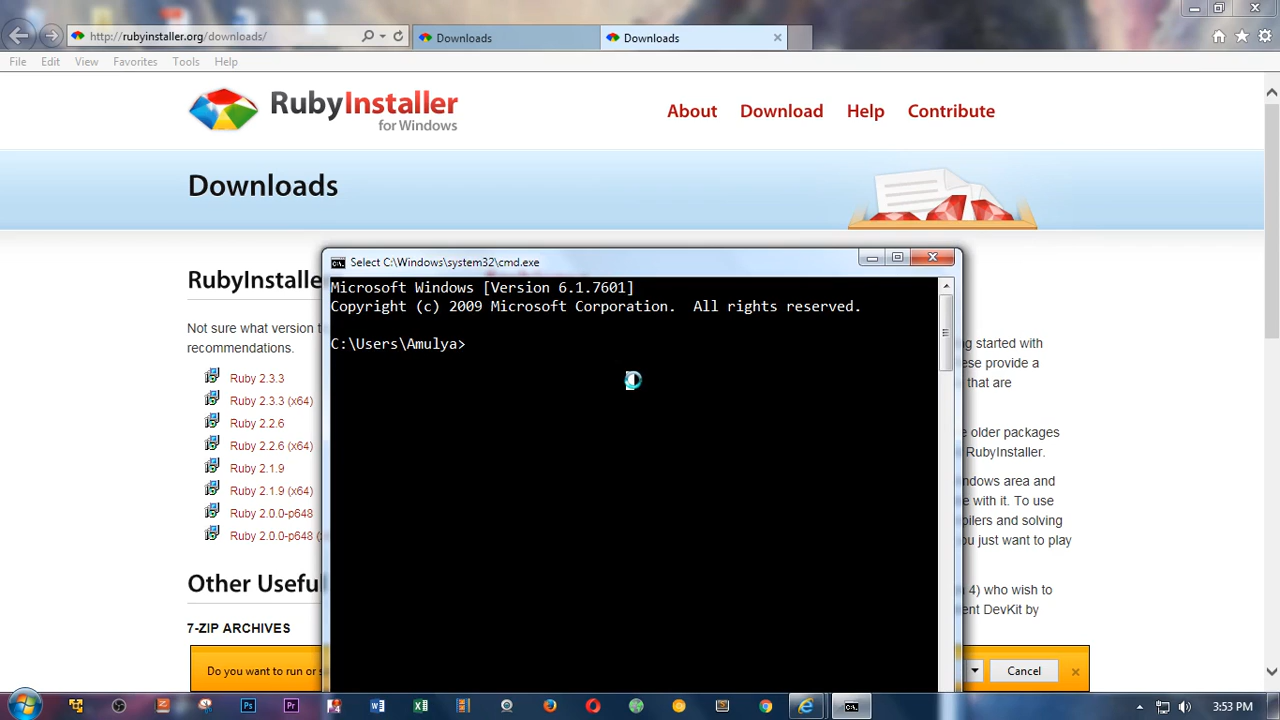 http://rubyinstaller.org/downloads/
Downloads
Downloads
File Edit View Favorites Tools Help
RubyInstaller
for Windows
About Download Help Contribute
Downloads
RubyInstalle
Not sure what version t
recommendations.
Ruby 2.3.3
Ruby 2.3.3 (x64)
Ruby 2.2.6
Ruby 2.2.6 (x64)
Ruby 2.1.9
Ruby 2.1.9 (x64)
Ruby 2.0.0-p648
Ruby 2.0.0-p648 (
Other Usefu
7-ZIP ARCHIVES
Select C:\Windows\system32\cmd.exe
Microsoft Windows [Version 6.1.7601]
Copyright (c) 2009 Microsoft Corporation. All rights reserved.
C:\Users\Amulya>
g started with
ese provide a
that are
e older packages
RubyInstaller.
ndows area and
e with it. To use
pilers and solving
ou just want to play
4) who wish to
ent DevKit by
Do you want to run or s
Cancel
3:53 PM